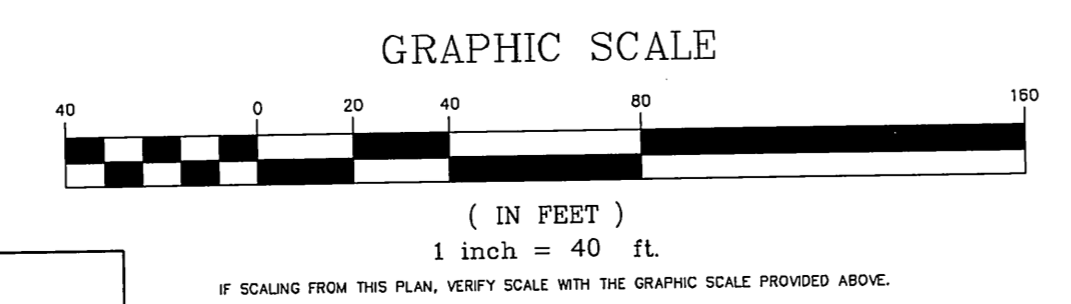 GRAPHIC SCALE
40 0 20 40 80 160
( IN FEET )
1 inch = 40 ft.
IF SCALING FROM THIS PLAN, VERIFY SCALE WITH THE GRAPHIC SCALE PROVIDED ABOVE.